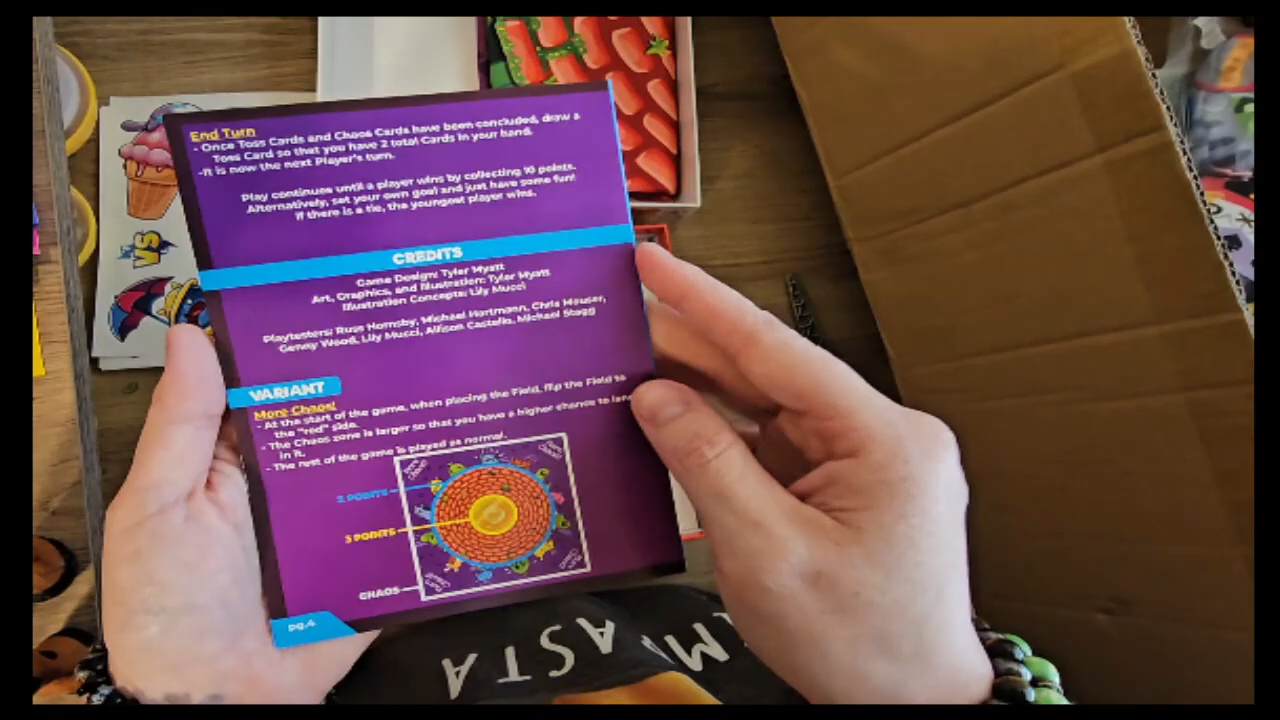 End Turn
- Once Toss Cards and Chaos Cards have been concluded, draw a
Toss Card so that you have 2 total Cards in your hand.
-It is now the next Player's turn.
Play continues until a player wins by collecting 10 points.
Alternatively, set your own goal and just have some fun!
If there is a tie, the youngest player wins.
CREDITS
Game Design: Tyler Myatt
Art, Graphics, and Illustration: Tyler Myatt
Illustration Concepts: Lily Mucci
Playtesters: Russ Hornsby, Michael Hartmann, Chris Heuser,
Genny Wood, Lily Mucci, Allison Castello, Michael Stagg
VARIANT
More Chaos!
- At the start of the game, when placing the Field, flip the Field to
the "red" side.
- The Chaos zone is larger so that you have a higher chance to land
in it.
- The rest of the game is played as normal.
2 POINTS
3 POINTS
CHAOS
pg.4
VS